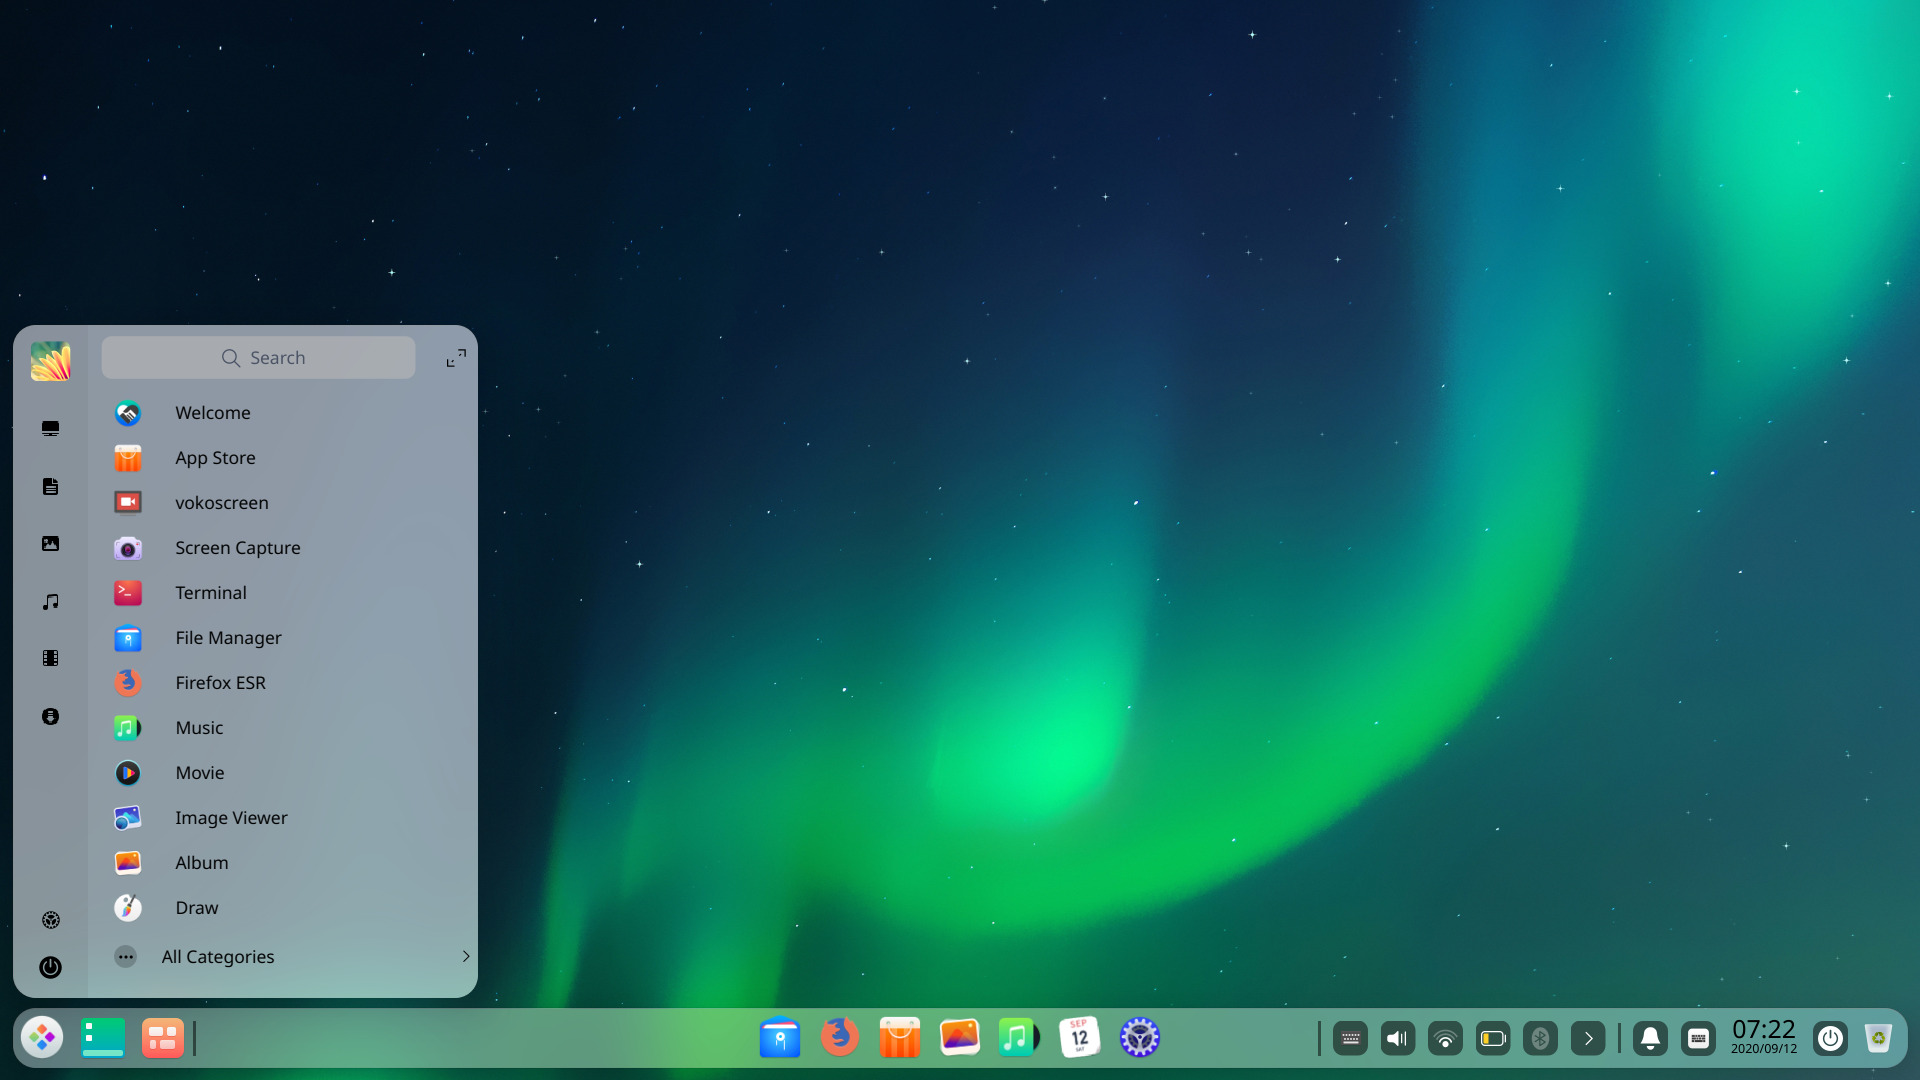 Search
Welcome
App Store
vokoscreen
Screen Capture
Terminal
File Manager
Firefox ESR
Music
Movie
Image Viewer
Album
Draw
All Categories
SEP
12
SAT
07:22
2020/09/12